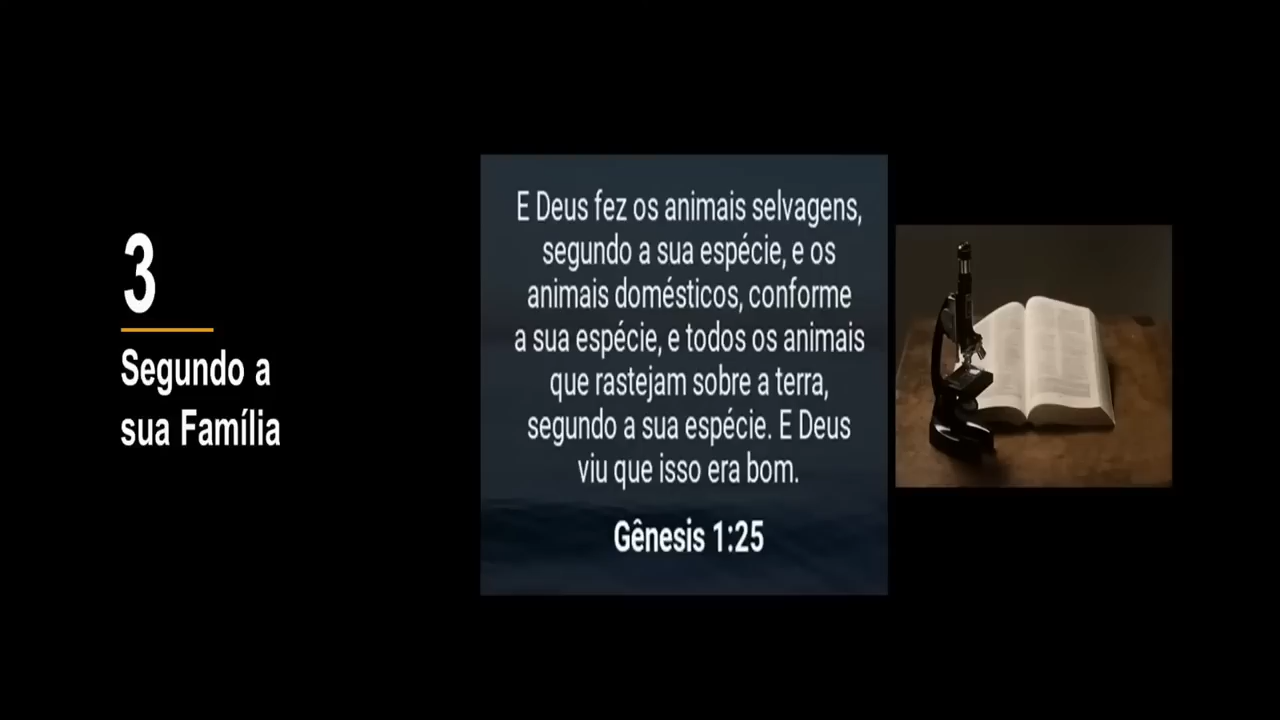 3
Segundo a
sua Família
E Deus fez os animais selvagens,
segundo a sua espécie, e os
animais domésticos, conforme
a sua espécie, e todos os animais
que rastejam sobre a terra,
segundo a sua espécie. E Deus
viu que isso era bom.
Gênesis 1:25